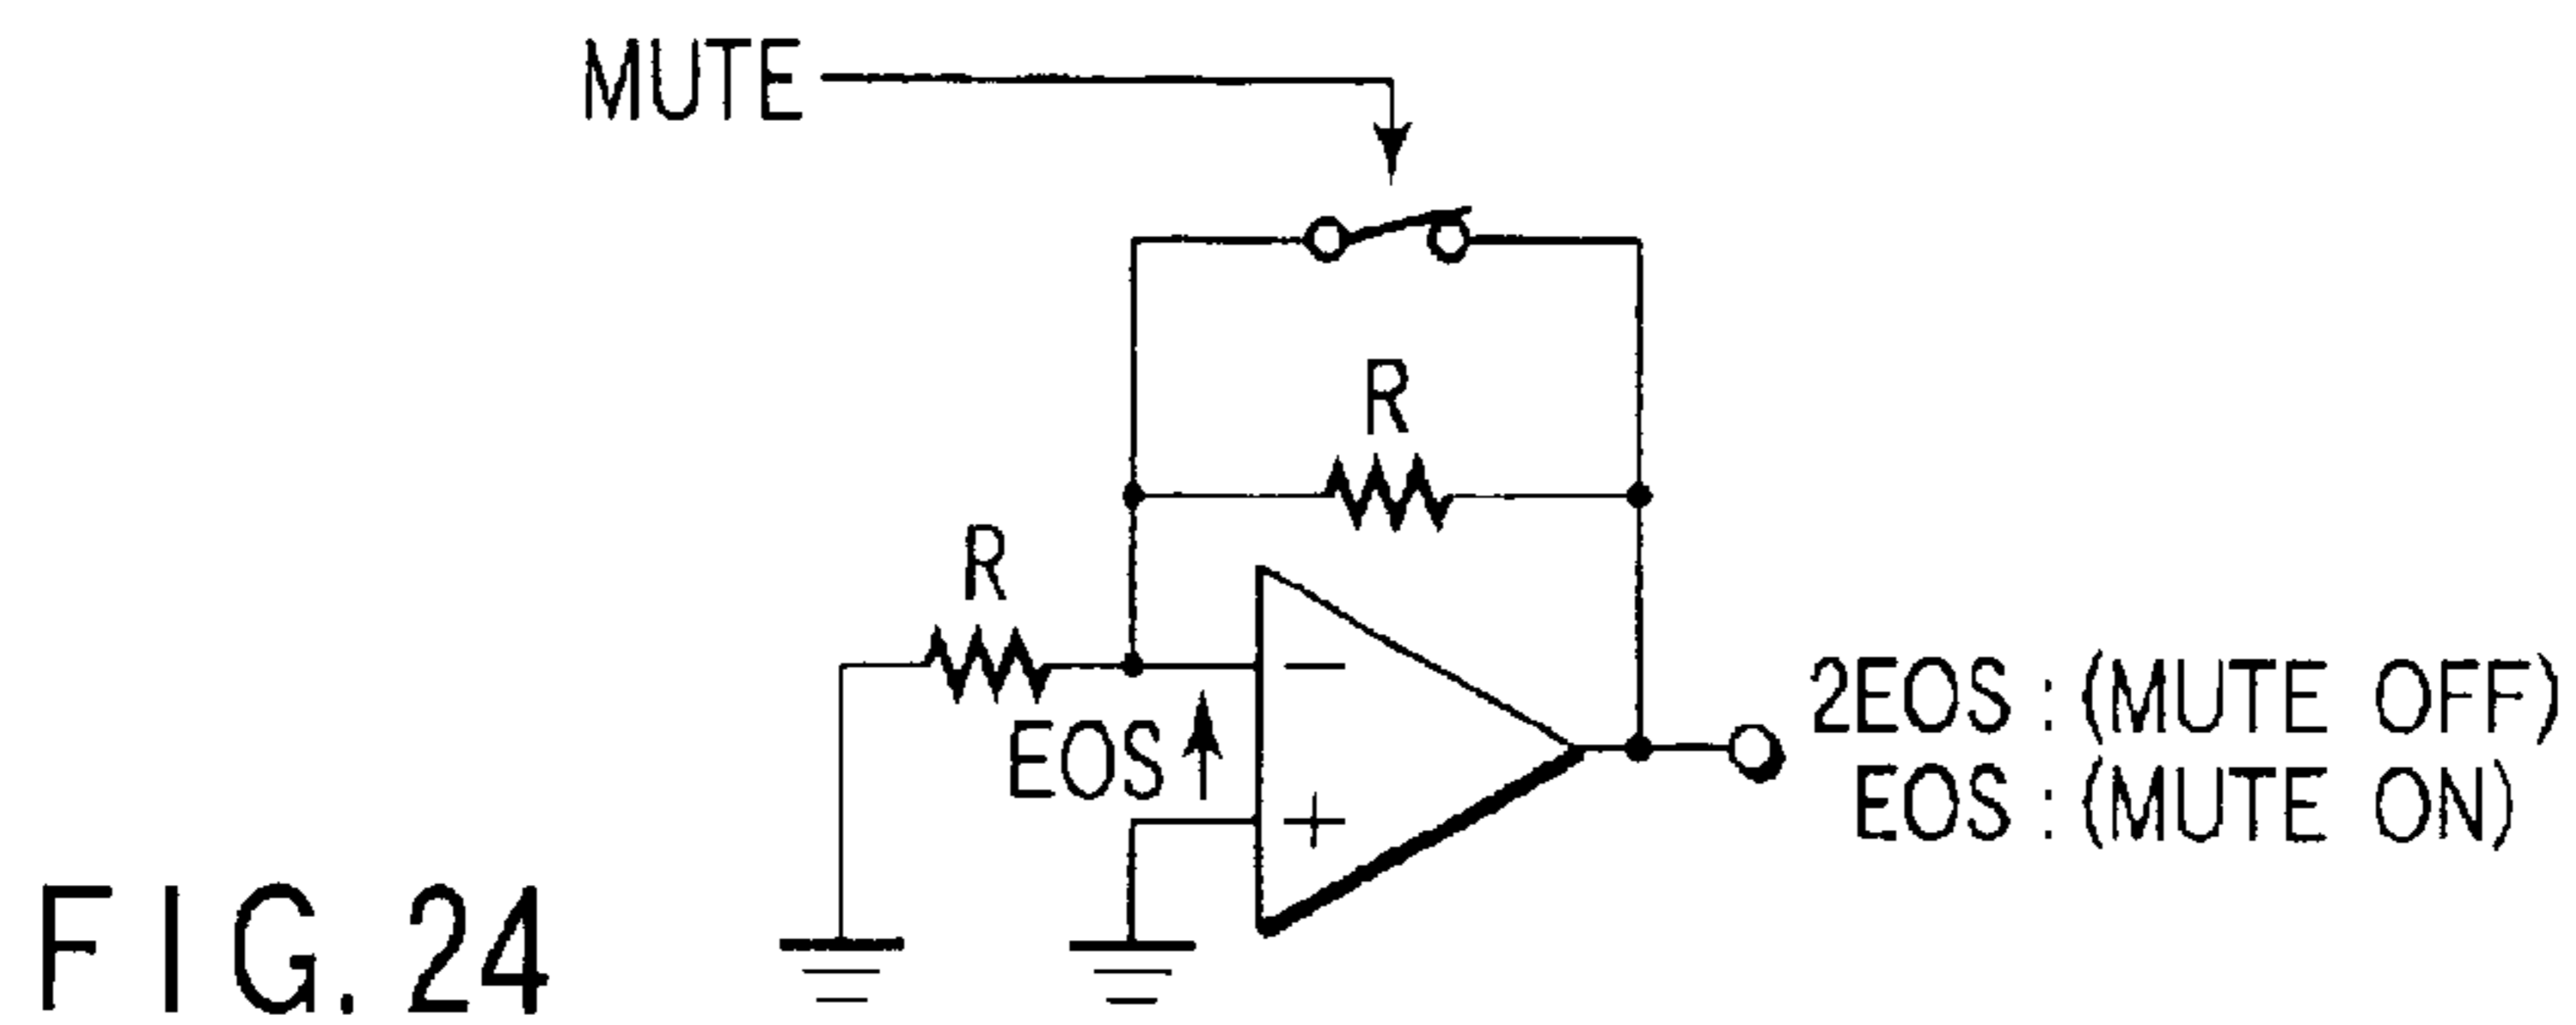 MUTE
R
R
EOS
−
+
2EOS : (MUTE OFF)
EOS : (MUTE ON)
FIG. 24